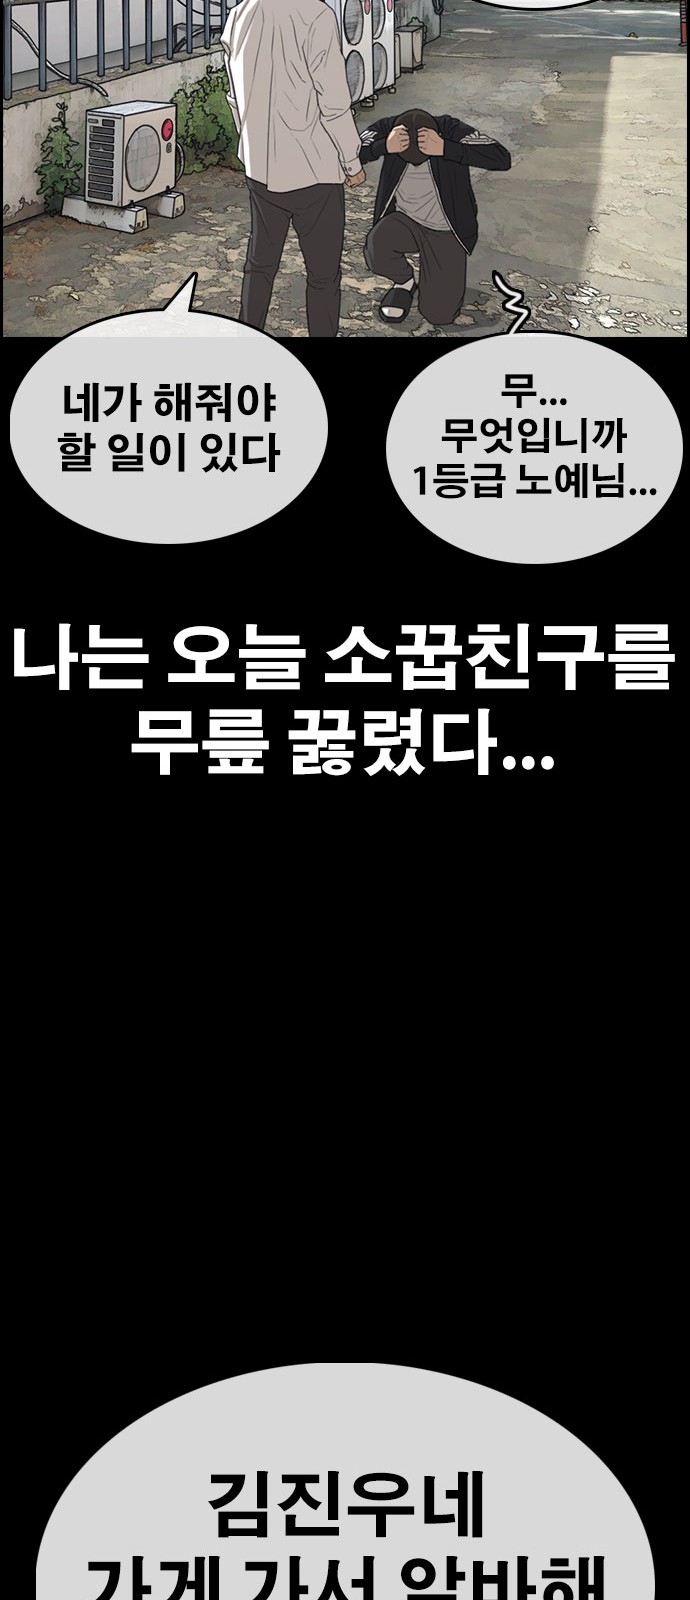 네가 해줘야
할 일이 있다
무...
무엇입니까
1등급 노예님...
나는 오늘 소꿉친구를
무릎 꿇렸다...
김진우네
가게 가서 알바해